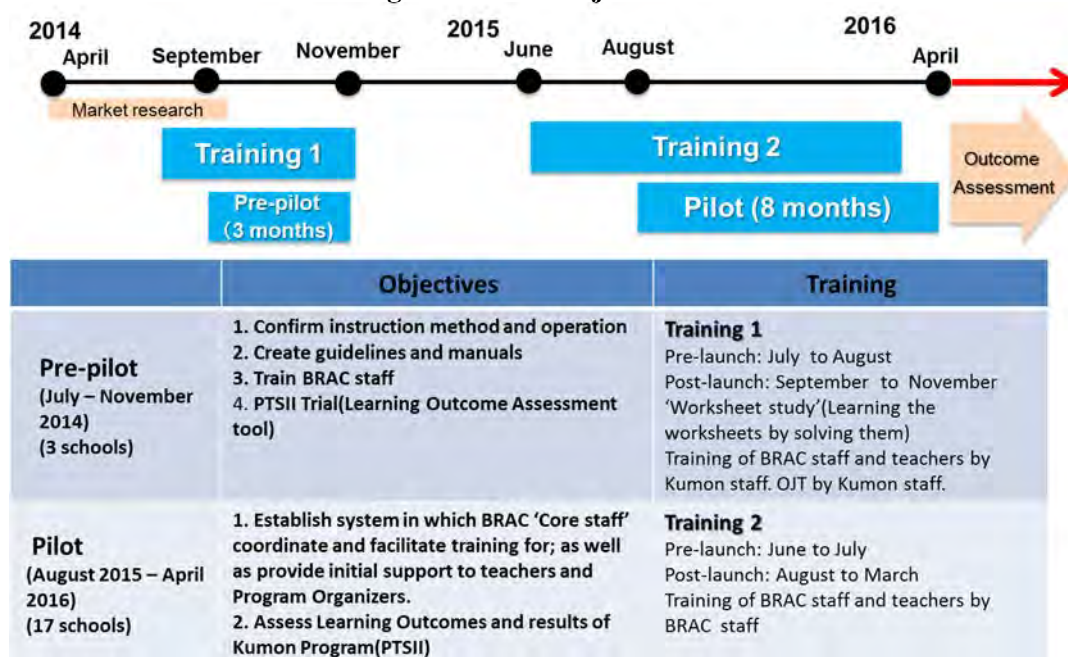 2014
2015
2016
April
September
November
June
August
April
Market research
Training 1
Training 2
Pre-pilot
(3 months)
Pilot (8 months)
Outcome
Assessment
Objectives
Training
Pre-pilot
(July – November
2014)
(3 schools)
1. Confirm instruction method and operation
2. Create guidelines and manuals
3. Train BRAC staff
4. PTSII Trial(Learning Outcome Assessment
tool)
Training 1
Pre-launch: July to August
Post-launch: September to November
‘Worksheet study’(Learning the
worksheets by solving them)
Training of BRAC staff and teachers by
Kumon staff. OJT by Kumon staff.
Pilot
(August 2015 – April
2016)
(17 schools)
1. Establish system in which BRAC ‘Core staff’
coordinate and facilitate training for; as well
as provide initial support to teachers and
Program Organizers.
2. Assess Learning Outcomes and results of
Kumon Program(PTSII)
Training 2
Pre-launch: June to July
Post-launch: August to March
Training of BRAC staff and teachers by
BRAC staff